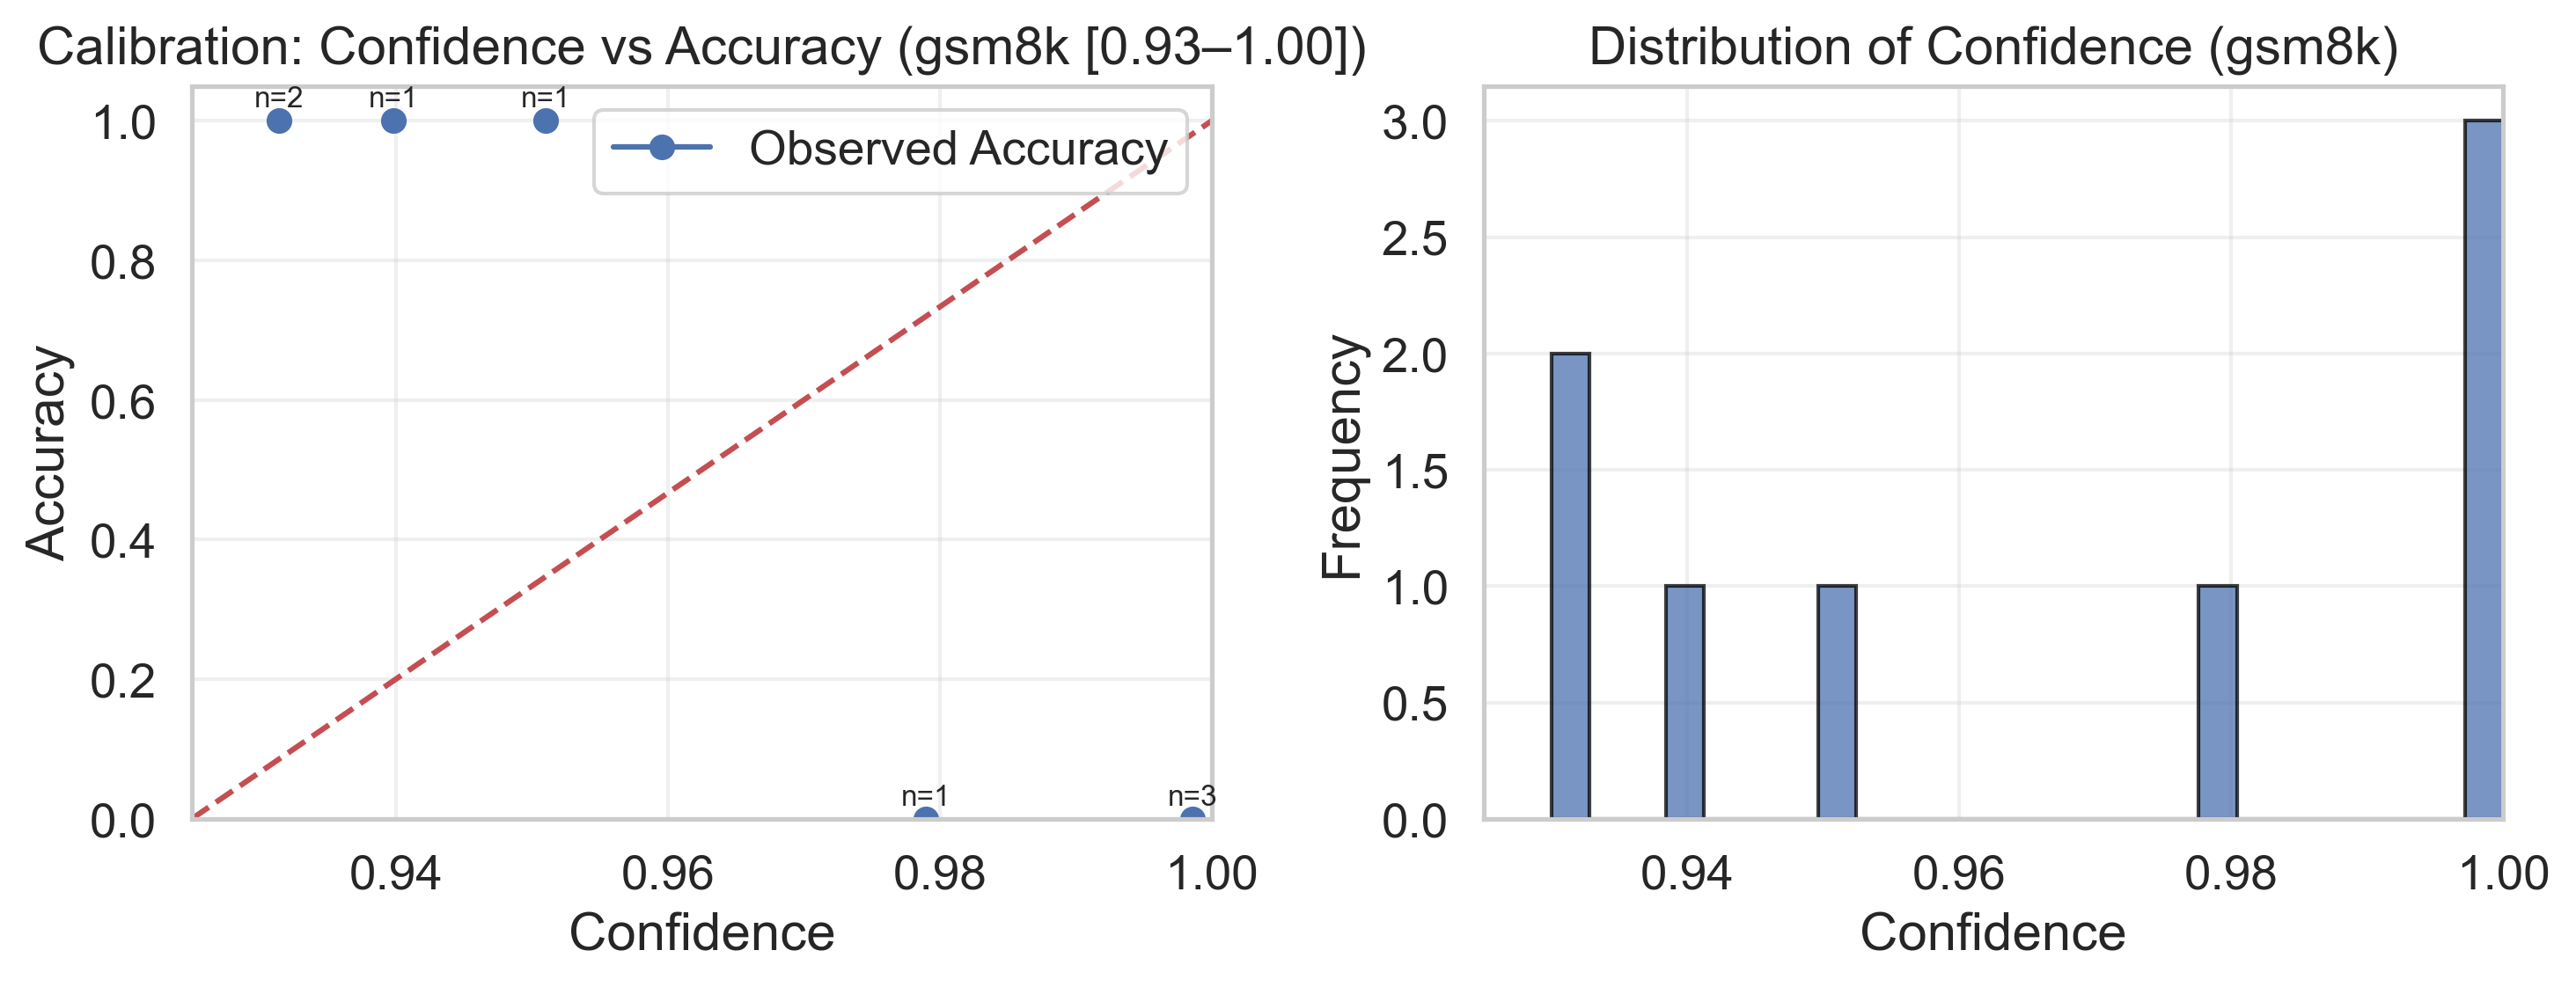 Calibration: Confidence vs Accuracy (gsm8k [0.93–1.00])
n=2
n=1
n=1
Observed Accuracy
n=1
n=3
1.0
0.8
0.6
0.4
0.2
0.0
Accuracy
0.94
0.96
0.98
1.00
Confidence
Distribution of Confidence (gsm8k)
3.0
2.5
2.0
1.5
1.0
0.5
0.0
Frequency
0.94
0.96
0.98
1.00
Confidence